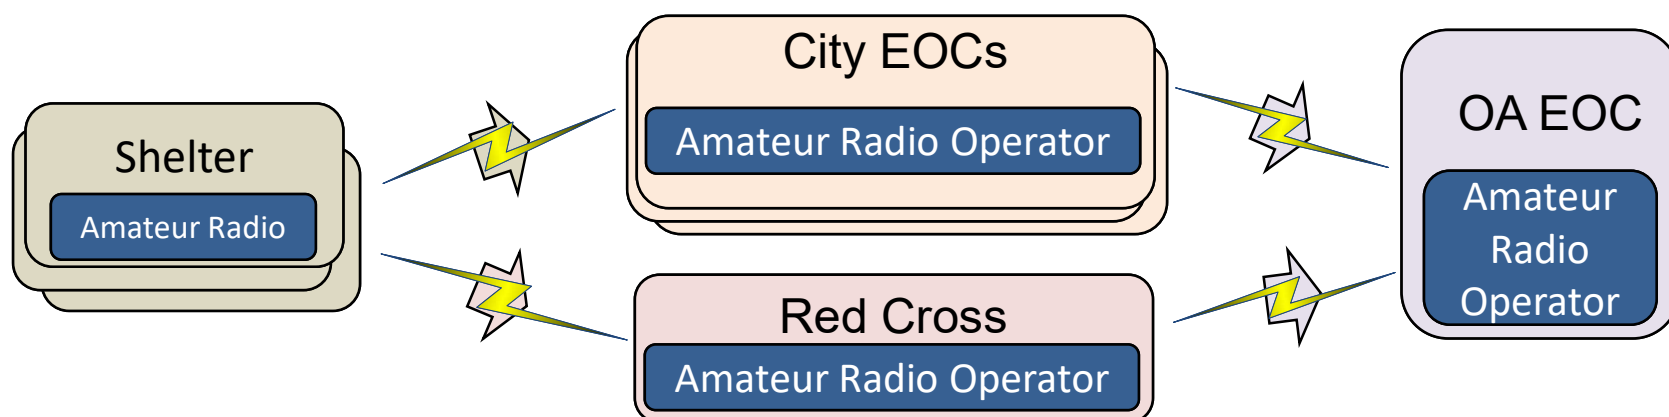 Shelter
Amateur Radio
City EOCs
Amateur Radio Operator
Red Cross
Amateur Radio Operator
OA EOC
Amateur
Radio
Operator